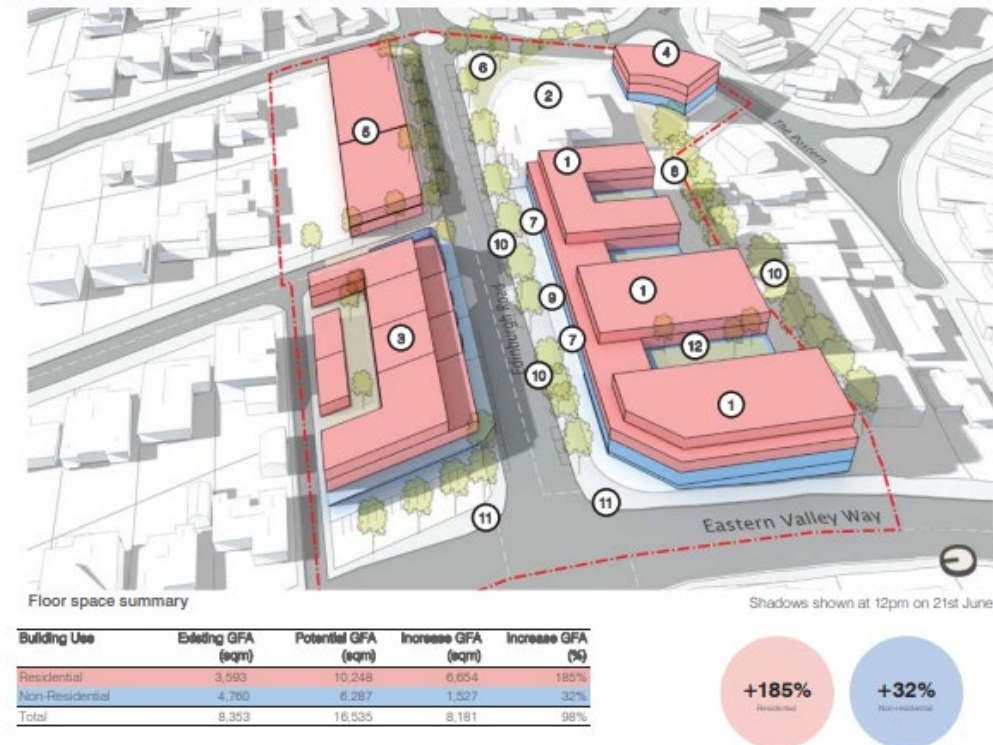 4
6
2
5
The Postern
1
6
7
10
1
10
9
Edinburgh Road
3
7
12
10
1
11
11
Eastern Valley Way
Floor space summary
Shadows shown at 12pm on 21st June
Building Use Existing GFA (sqm) Potential GFA (sqm) Increase GFA (sqm) Increase GFA (%)
Residential 3,593 10,248 6,654 185%
Non-Residential 4,760 6,287 1,527 32%
Total 8,353 16,535 8,181 98%
+185%
Residential
+32%
Non-residential